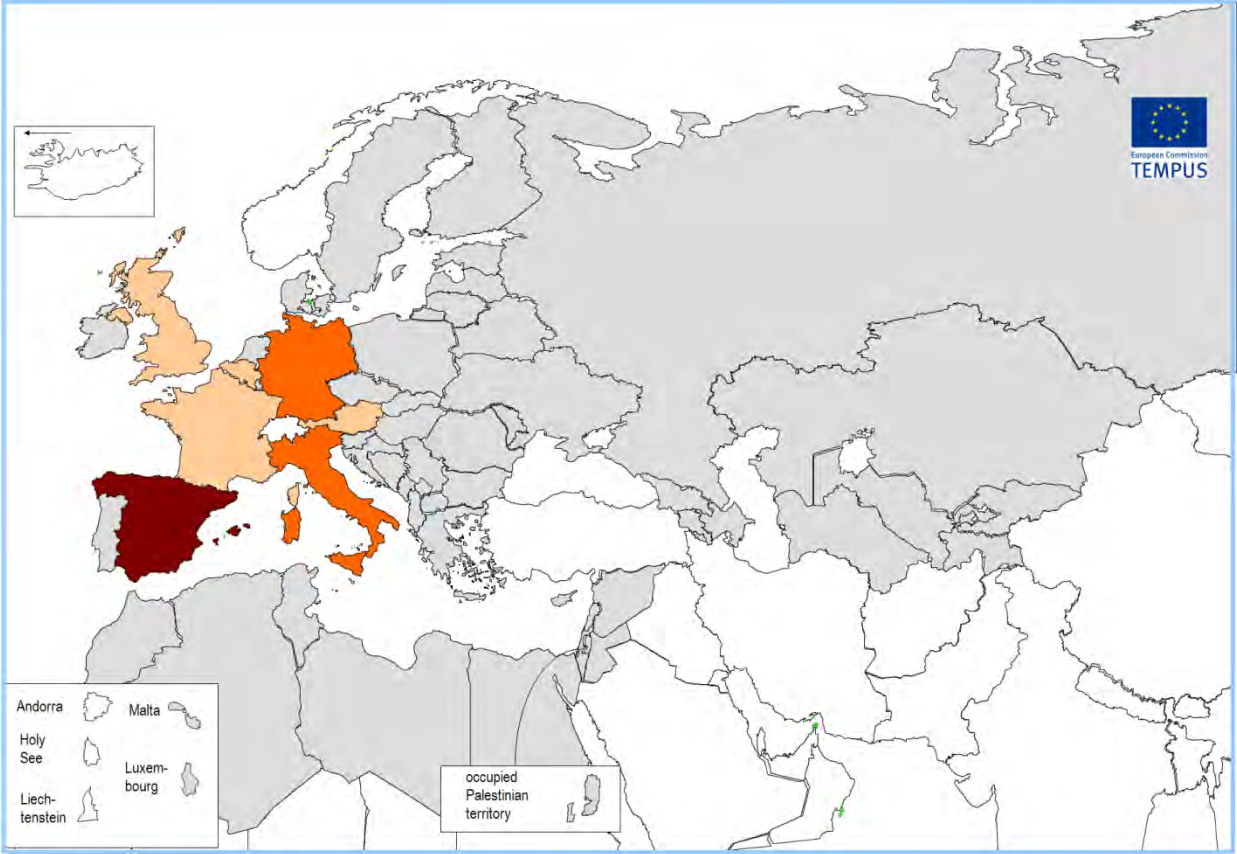 European Commission
TEMPUS
Andorra
Malta
Holy
See
Luxem-
bourg
Liech-
tenstein
occupied
Palestinian
territory